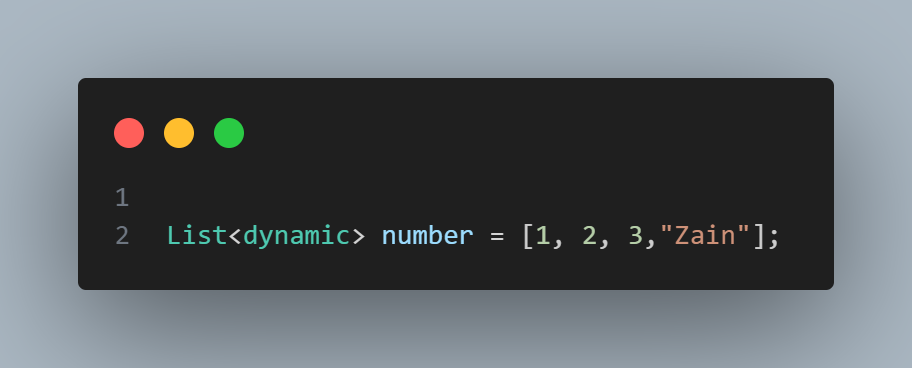 1
2 List<dynamic> number = [1, 2, 3,"Zain"];